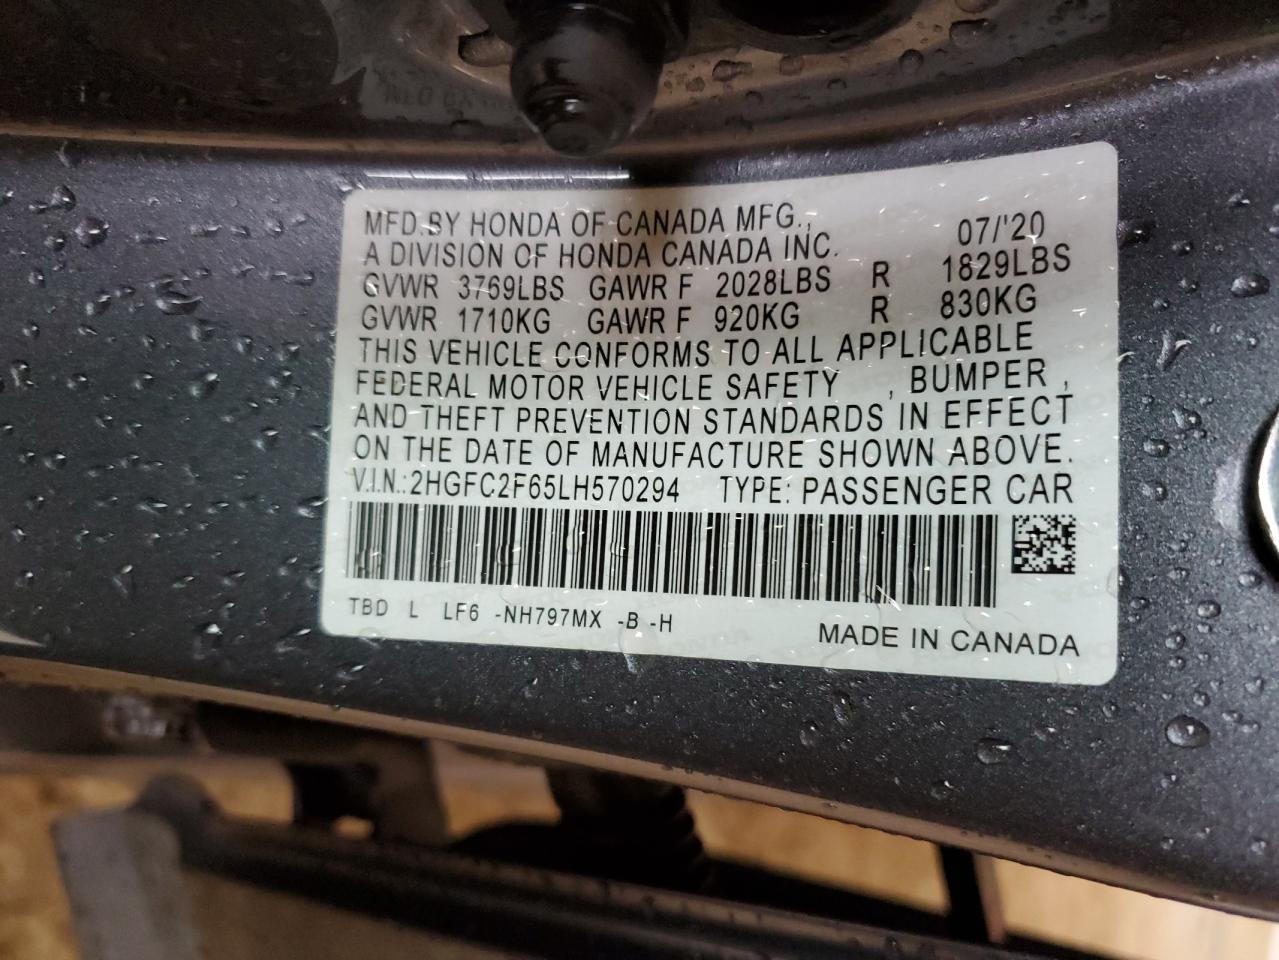 MFD.BY HONDA OF CANADA MFG., 07/'20
A DIVISION OF HONDA CANADA INC.
GVWR 3769LBS GAWR F 2028LBS R 1829LBS
GVWR 1710KG GAWR F 920KG R 830KG
THIS VEHICLE CONFORMS TO ALL APPLICABLE
FEDERAL MOTOR VEHICLE SAFETY , BUMPER ,
AND THEFT PREVENTION STANDARDS IN EFFECT
ON THE DATE OF MANUFACTURE SHOWN ABOVE.
V.I.N.:2HGFC2F65LH570294 TYPE: PASSENGER CAR
TBD L LF6 -NH797MX -B -H
MADE IN CANADA